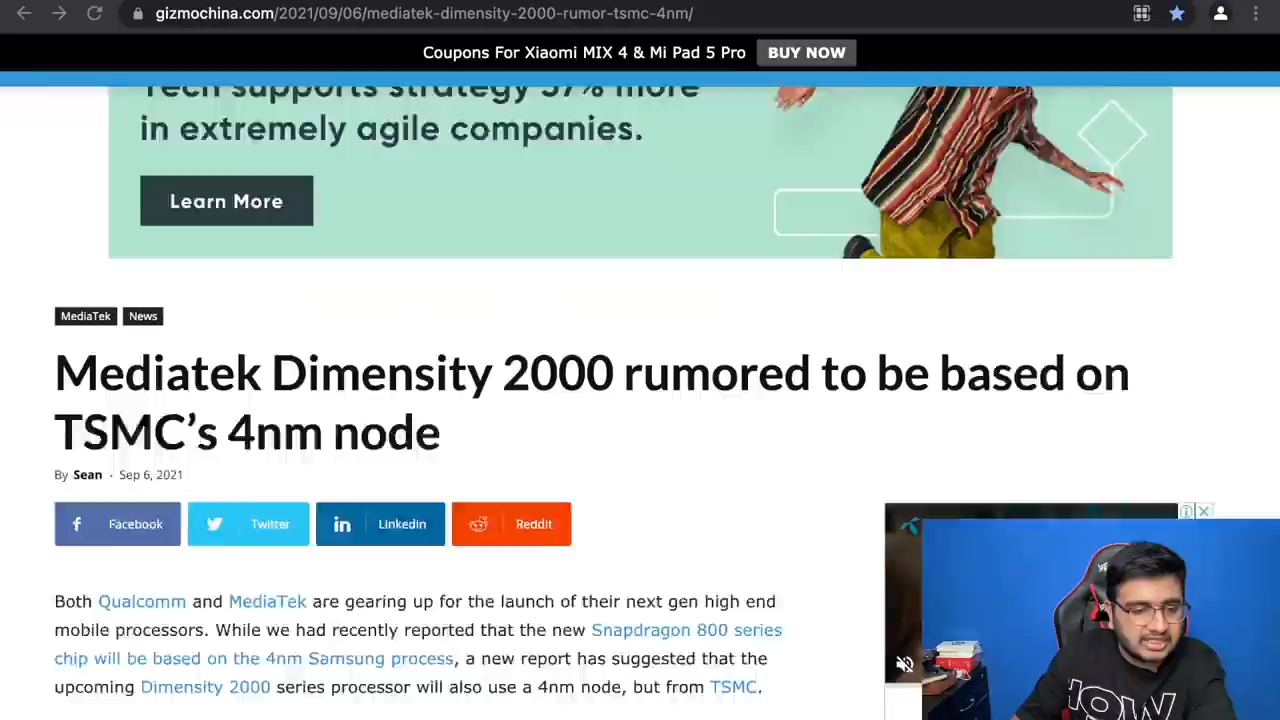 gizmochina.com/2021/09/06/mediatek-dimensity-2000-rumor-tsmc-4nm/
Coupons For Xiaomi MIX 4 & Mi Pad 5 Pro BUY NOW
Tech supports strategy 57% more
in extremely agile companies.
Learn More
MediaTek News
Mediatek Dimensity 2000 rumored to be based on
TSMC’s 4nm node
By Sean - Sep 6, 2021
Facebook Twitter Linkedin Reddit
Both Qualcomm and MediaTek are gearing up for the launch of their next gen high end
mobile processors. While we had recently reported that the new Snapdragon 800 series
chip will be based on the 4nm Samsung process, a new report has suggested that the
upcoming Dimensity 2000 series processor will also use a 4nm node, but from TSMC.
HOW